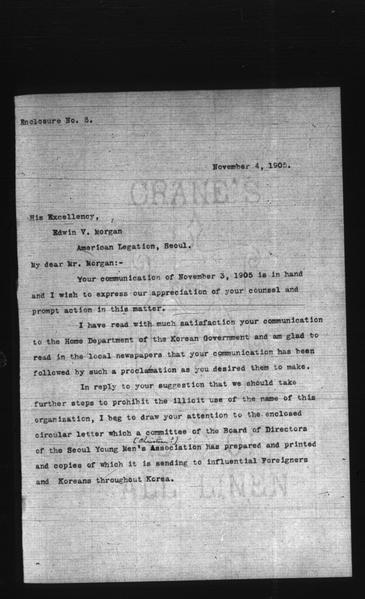 Enclosure No. 5.
November 4, 1905.
CRANE'S
His Excellency,
Edwin V. Morgan
American Legation, Seoul.
My dear Mr. Morgan:-
Your communication of November 3, 1905 is in hand
and I wish to express our appreciation of your counsel and
prompt action in this matter.
I have read with much satisfaction your communication
to the Home Department of the Korean Government and am glad to
read in the local newspapers that your communication has been
followed by such a proclamation as you desired them to make.
In reply to your suggestion that we should take
further steps to prohibit the illicit use of the name of this
organization, I beg to draw your attention to the enclosed
circular letter which a committee of the Board of Directors
(Christian?)
of the Seoul Young Men's Association has prepared and printed
and copies of which it is sending to influential Foreigners
and Koreans throughout Korea.
ALL LINEN